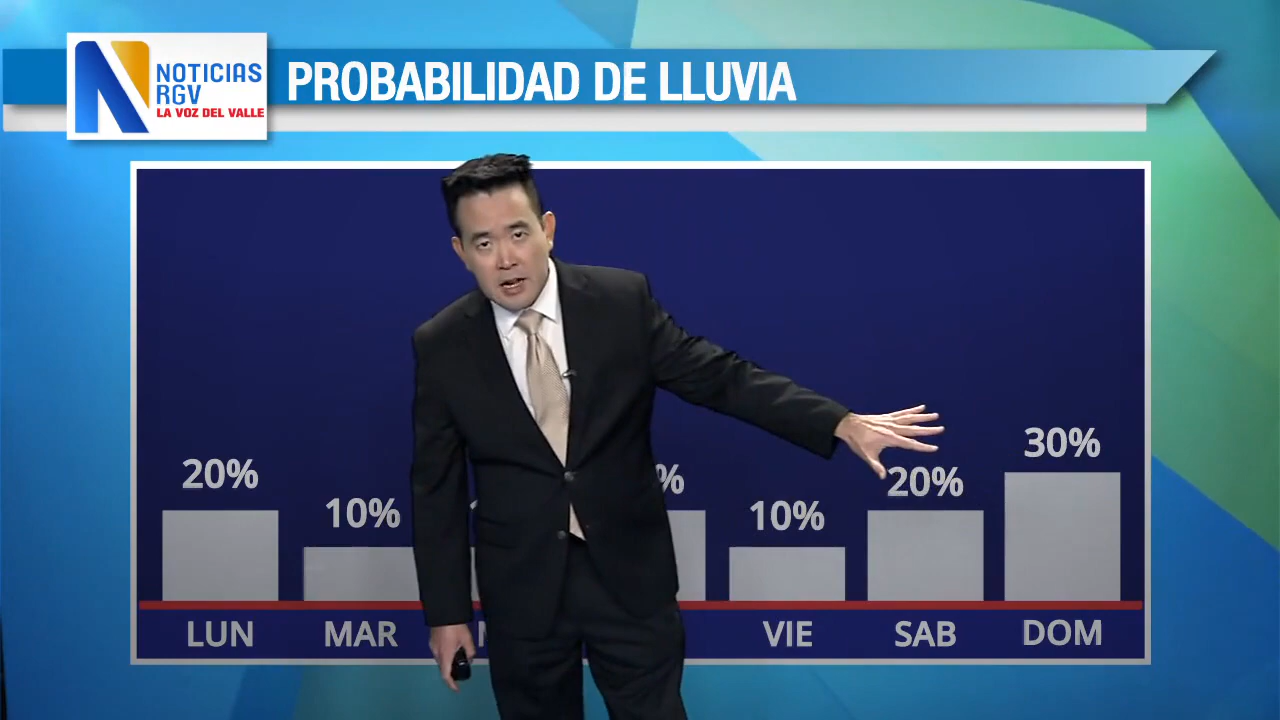 NOTICIAS
RGV
LA VOZ DEL VALLE
PROBABILIDAD DE LLUVIA
20% 10% % 10% 20% 30%
LUN MAR VIE SAB DOM